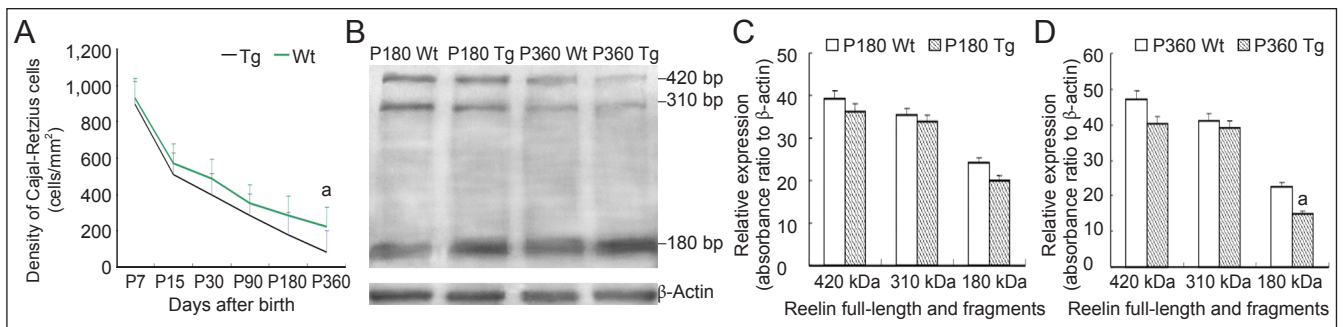 A
1,200
1,000
800
600
400
200
0
Density of Cajal-Retzius cells
(cells/mm²)
Tg Wt
a
P7 P15 P30 P90 P180 P360
Days after birth
B
P180 Wt P180 Tg P360 Wt P360 Tg
–420 bp
–310 bp
–180 bp
β-Actin
C
P180 Wt P180 Tg
50
40
30
20
10
0
Relative expression
(absorbance ratio to β-actin)
420 kDa 310 kDa 180 kDa
Reelin full-length and fragments
D
P360 Wt P360 Tg
60
50
40
30
20
10
0
Relative expression
(absorbance ratio to β-actin)
a
420 kDa 310 kDa 180 kDa
Reelin full-length and fragments